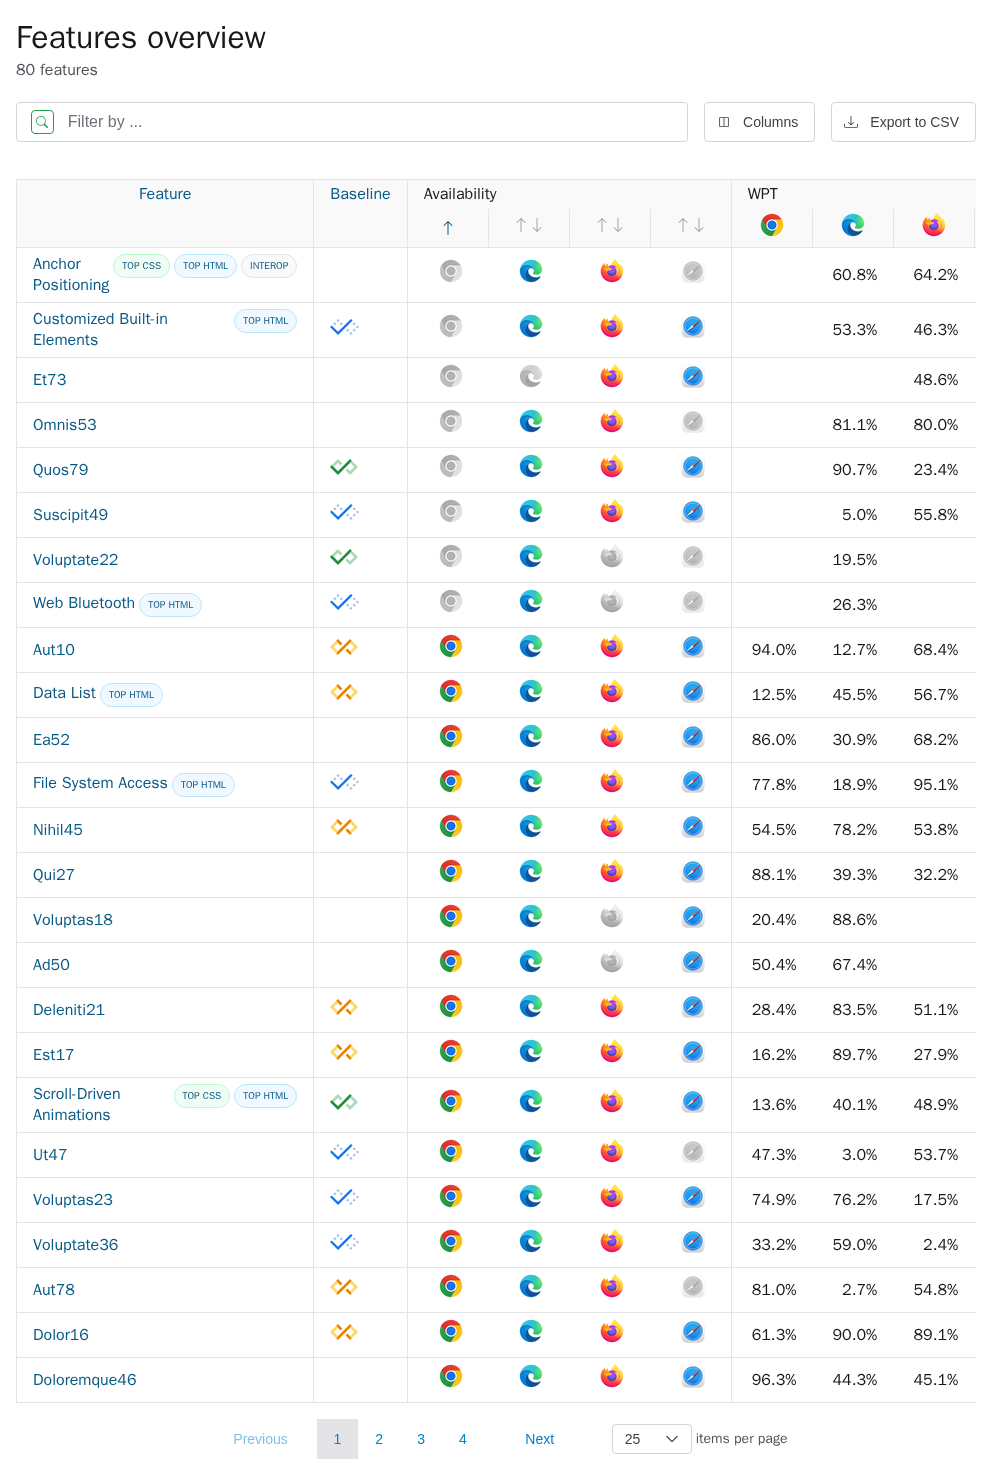 Features overview
80 features
Filter by ...
Columns
Export to CSV
Feature Baseline Availability WPT
Anchor Positioning TOP CSS TOP HTML INTEROP 60.8% 64.2%
Customized Built-in Elements TOP HTML 53.3% 46.3%
Et73 48.6%
Omnis53 81.1% 80.0%
Quos79 90.7% 23.4%
Suscipit49 5.0% 55.8%
Voluptate22 19.5%
Web Bluetooth TOP HTML 26.3%
Aut10 94.0% 12.7% 68.4%
Data List TOP HTML 12.5% 45.5% 56.7%
Ea52 86.0% 30.9% 68.2%
File System Access TOP HTML 77.8% 18.9% 95.1%
Nihil45 54.5% 78.2% 53.8%
Qui27 88.1% 39.3% 32.2%
Voluptas18 20.4% 88.6%
Ad50 50.4% 67.4%
Deleniti21 28.4% 83.5% 51.1%
Est17 16.2% 89.7% 27.9%
Scroll-Driven Animations TOP CSS TOP HTML 13.6% 40.1% 48.9%
Ut47 47.3% 3.0% 53.7%
Voluptas23 74.9% 76.2% 17.5%
Voluptate36 33.2% 59.0% 2.4%
Aut78 81.0% 2.7% 54.8%
Dolor16 61.3% 90.0% 89.1%
Doloremque46 96.3% 44.3% 45.1%
Previous 1 2 3 4 Next 25 items per page